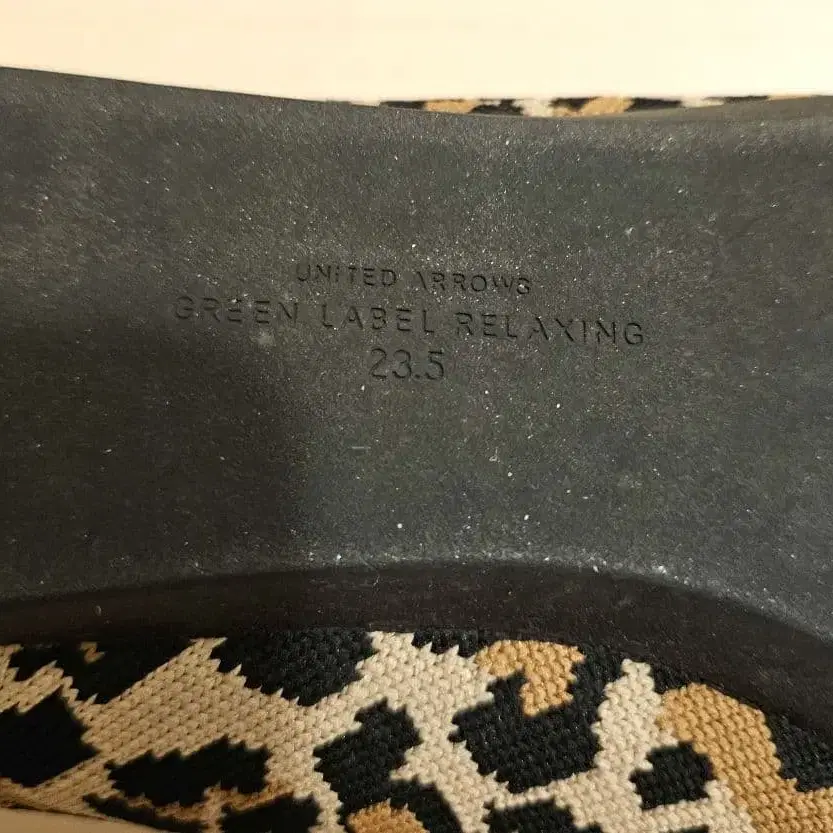 UNITED ARROWS
GREEN LABEL RELAXING
23.5